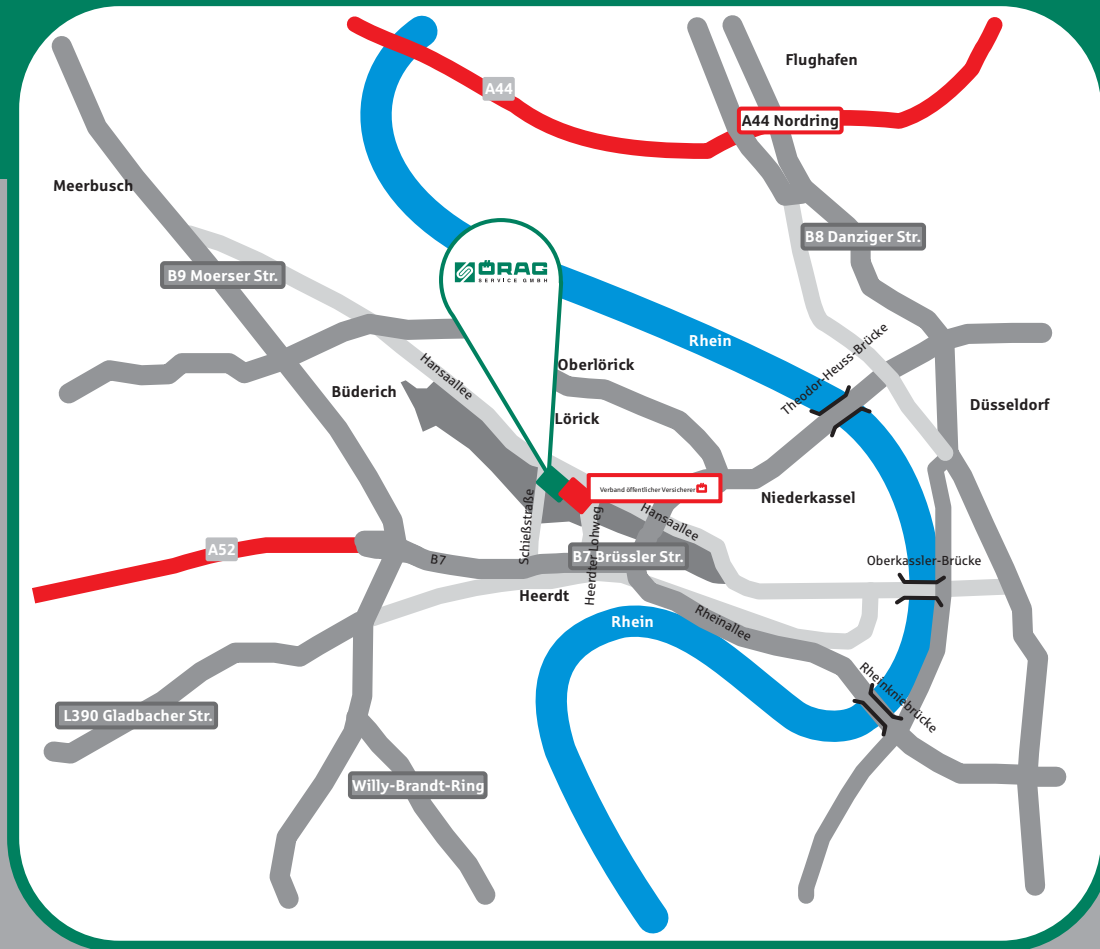 Flughafen
A44
A44 Nordring
Meerbusch
B8 Danziger Str.
B9 Moerser Str.
ÖRAG
SERVICE GMBH
Rhein
Theodor-Heuss-Brücke
Hansaallee
Oberlörick
Büderich
Lörick
Düsseldorf
Verband öffentlicher Versicherer
Niederkassel
Schießstraße
Heerdter Lohweg
Hansaallee
A52
B7
B7 Brüssler Str.
Oberkassler-Brücke
Heerdt
Rhein
Rheinallee
Rheinkniebrücke
L390 Gladbacher Str.
Willy-Brandt-Ring